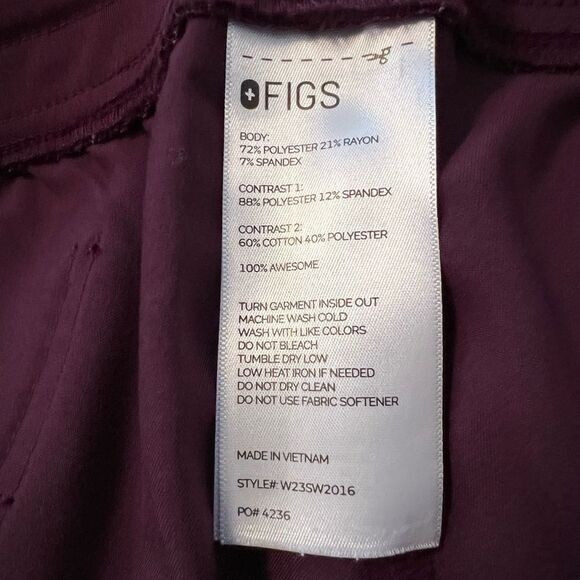 FIGS
BODY:
72% POLYESTER 21% RAYON
7% SPANDEX
CONTRAST 1:
88% POLYESTER 12% SPANDEX
CONTRAST 2:
60% COTTON 40% POLYESTER
100% AWESOME
TURN GARMENT INSIDE OUT
MACHINE WASH COLD
WASH WITH LIKE COLORS
DO NOT BLEACH
TUMBLE DRY LOW
LOW HEAT IRON IF NEEDED
DO NOT DRY CLEAN
DO NOT USE FABRIC SOFTENER
MADE IN VIETNAM
STYLE#: W23SW2016
PO# 4236